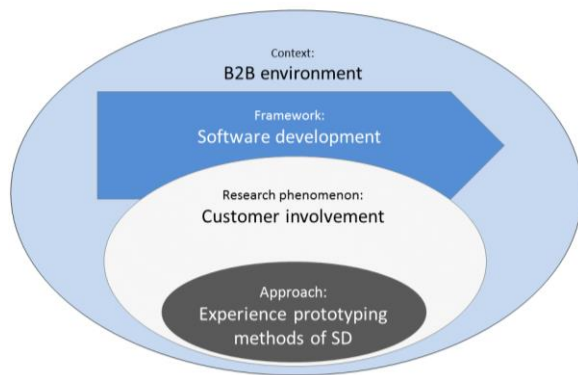 Context:
B2B environment
Framework:
Software development
Research phenomenon:
Customer involvement
Approach:
Experience prototyping
methods of SD